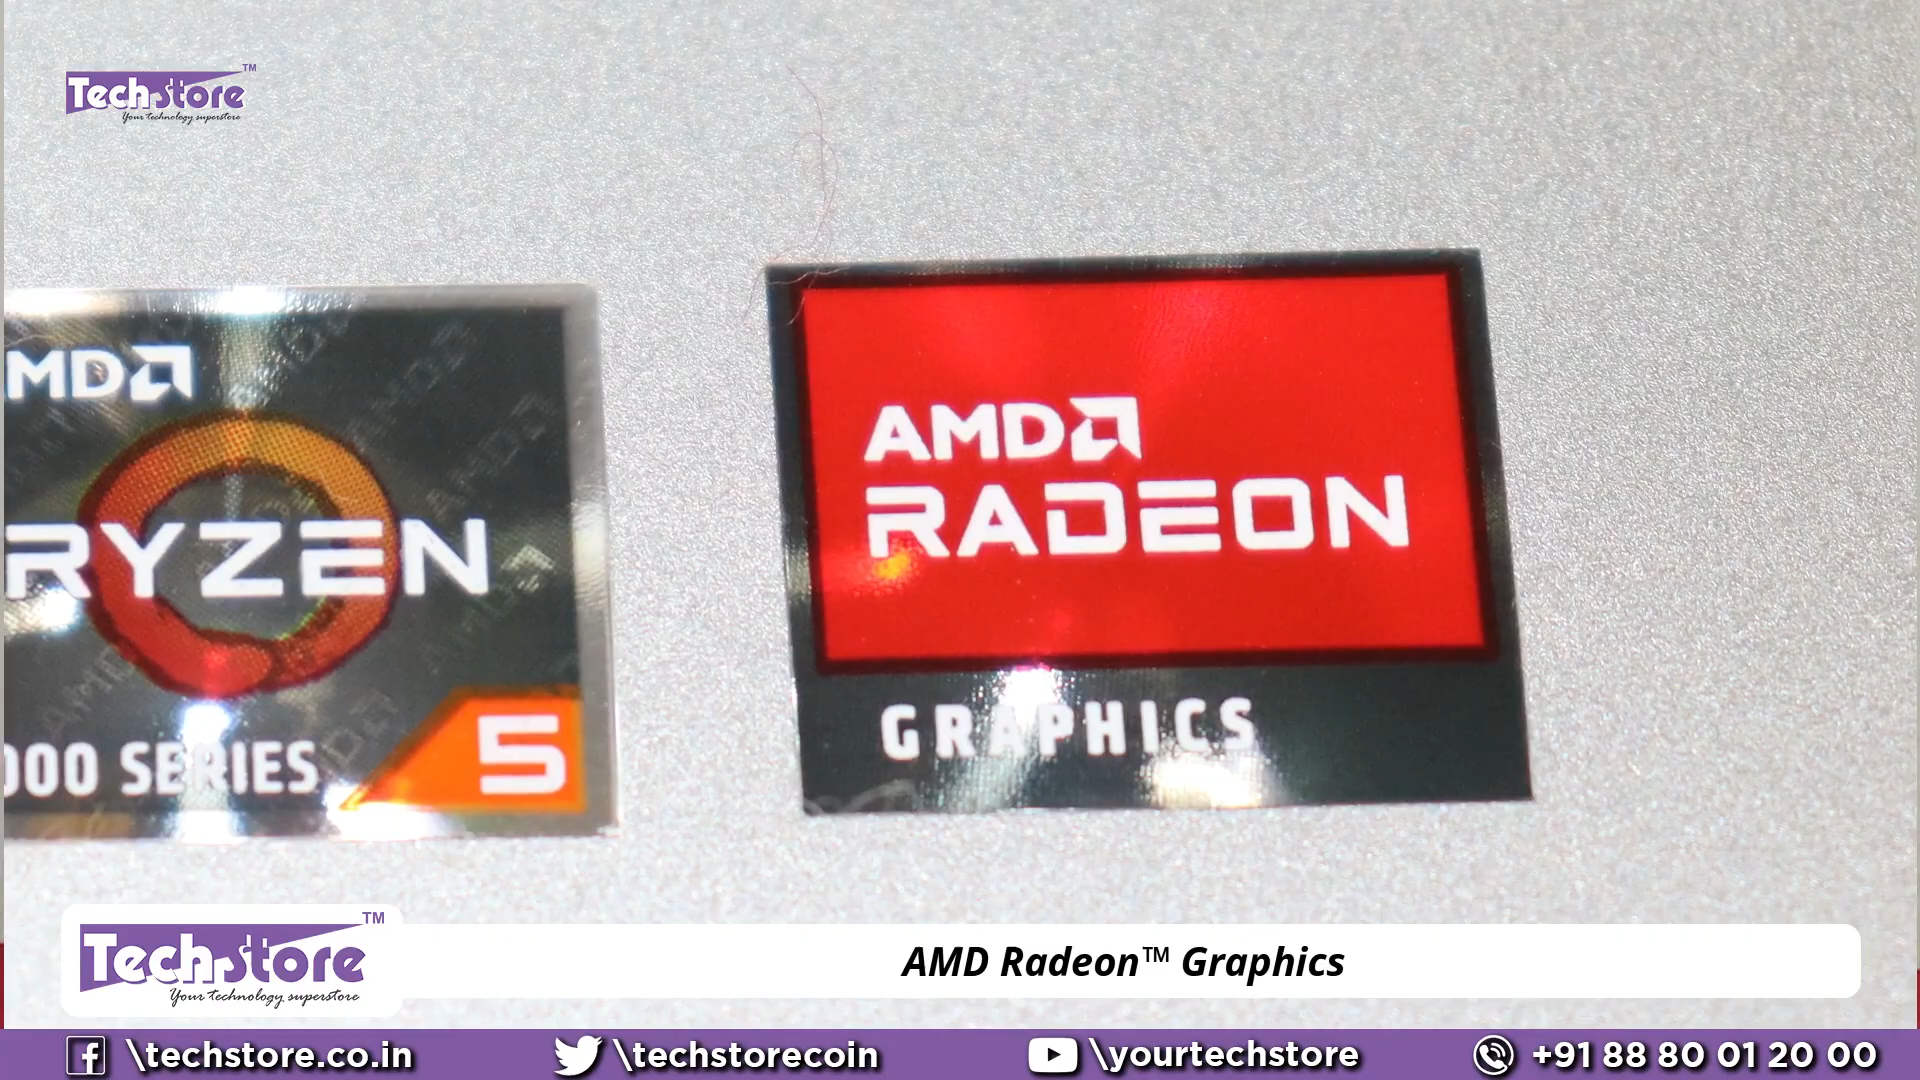 Techstore™
Your technology superstore
MD
RYZEN
000 SERIES
5
AMD
RADEON
GRAPHICS
Techstore™
Your technology superstore
AMD Radeon™ Graphics
\techstore.co.in
\techstorecoin
\yourtechstore
+91 88 80 01 20 00